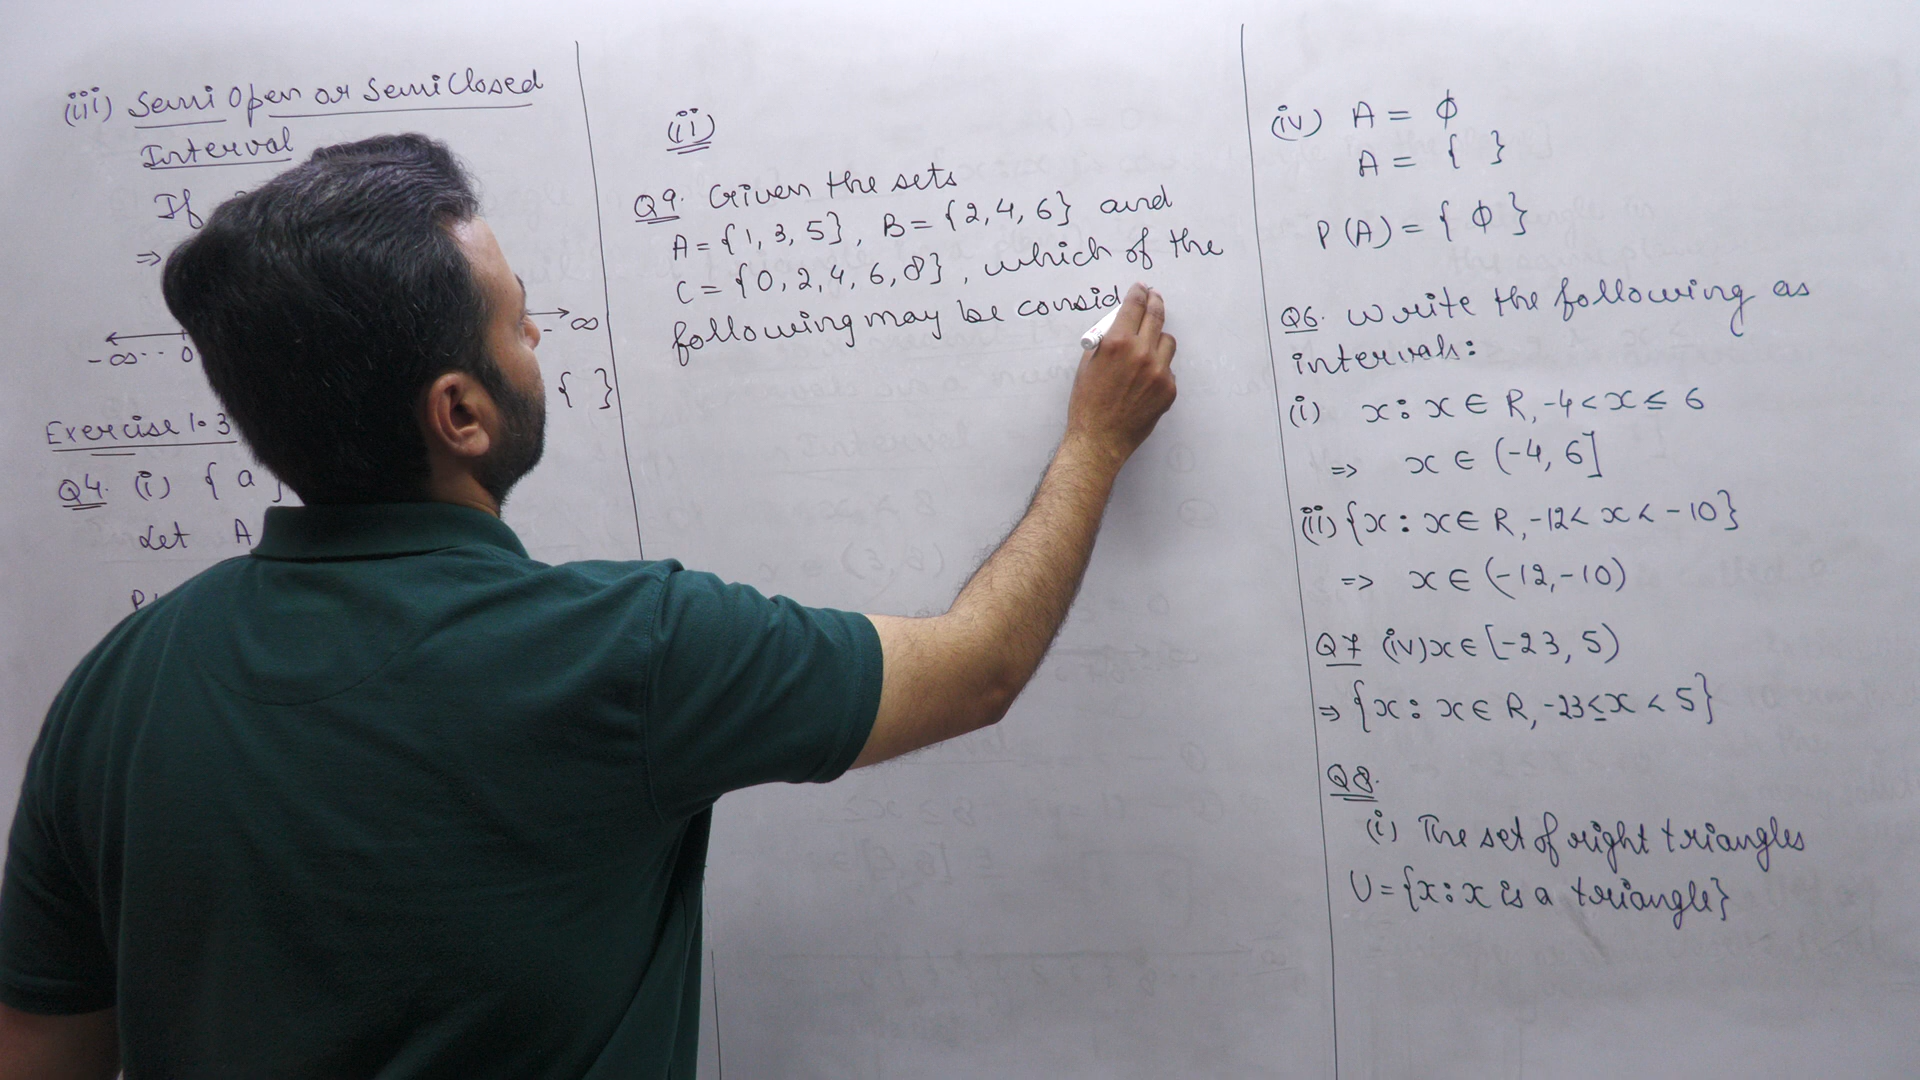 (iii) Semi Open or Semi Closed
Interval
If
⇒
-∞.. 0
- ∞
{ }
Exercise 1.3
Q4. (i) { a }
Let A
(ii)
Q9. Given the sets
A = {1, 3, 5}, B = {2, 4, 6} and
C = {0, 2, 4, 6, 8}, which of the
following may be consid
(iv) A = ϕ
A = { }
P(A) = { ϕ }
Q6. Write the following as
intervals:
(i) x : x ∈ R, -4 < x ≤ 6
⇒ x ∈ (-4, 6]
(ii) {x : x ∈ R, -12 < x < -10}
⇒ x ∈ (-12, -10)
Q7 (iv) x ∈ [-23, 5)
⇒ {x : x ∈ R, -23 ≤ x < 5}
Q8.
(i) The set of right triangles
U = {x : x is a triangle}